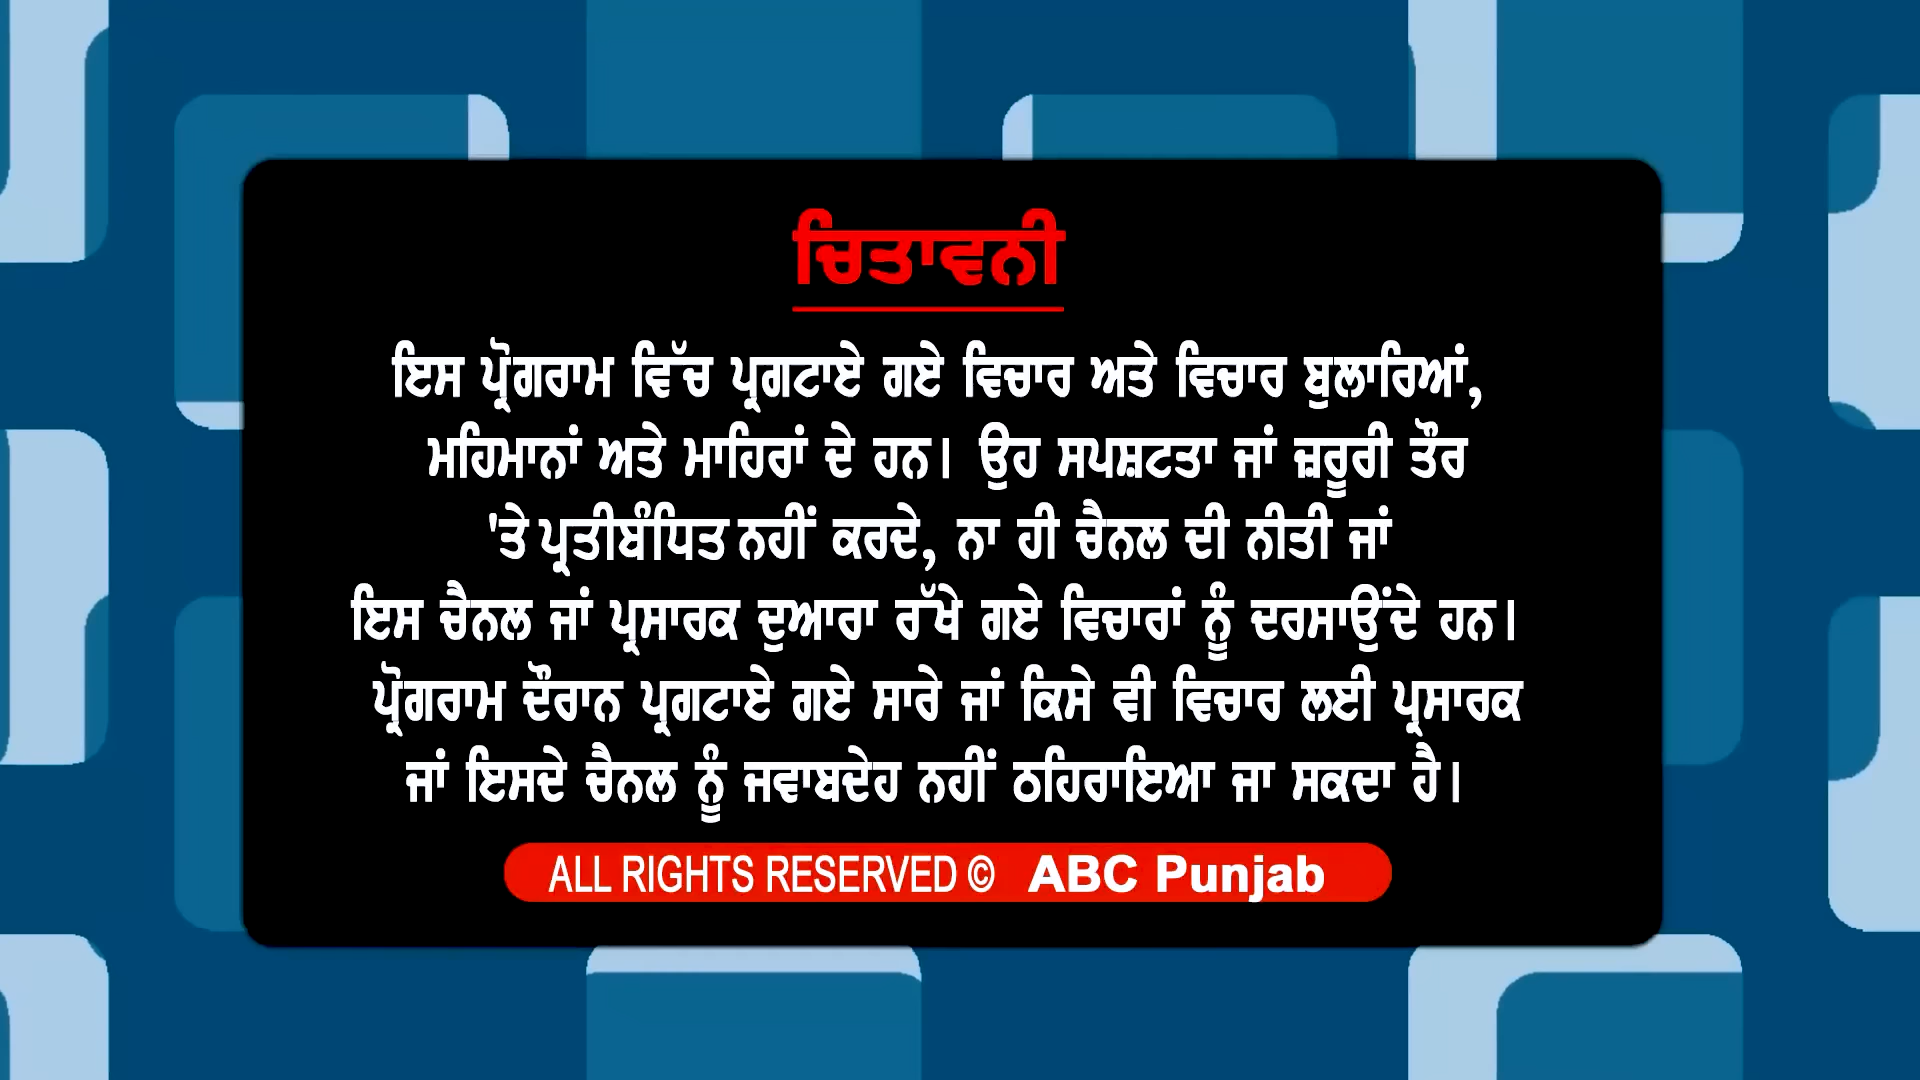 ਚਿਤਾਵਨੀ
ਇਸ ਪ੍ਰੋਗਰਾਮ ਵਿੱਚ ਪ੍ਰਗਟਾਏ ਗਏ ਵਿਚਾਰ ਅਤੇ ਵਿਚਾਰ ਬੁਲਾਰਿਆਂ,
ਮਹਿਮਾਨਾਂ ਅਤੇ ਮਾਹਿਰਾਂ ਦੇ ਹਨ। ਉਹ ਸਪਸ਼ਟਤਾ ਜਾਂ ਜ਼ਰੂਰੀ ਤੌਰ
'ਤੇ ਪ੍ਰਤੀਬੰਧਿਤ ਨਹੀਂ ਕਰਦੇ, ਨਾ ਹੀ ਚੈਨਲ ਦੀ ਨੀਤੀ ਜਾਂ
ਇਸ ਚੈਨਲ ਜਾਂ ਪ੍ਰਸਾਰਕ ਦੁਆਰਾ ਰੱਖੇ ਗਏ ਵਿਚਾਰਾਂ ਨੂੰ ਦਰਸਾਉਂਦੇ ਹਨ।
ਪ੍ਰੋਗਰਾਮ ਦੌਰਾਨ ਪ੍ਰਗਟਾਏ ਗਏ ਸਾਰੇ ਜਾਂ ਕਿਸੇ ਵੀ ਵਿਚਾਰ ਲਈ ਪ੍ਰਸਾਰਕ
ਜਾਂ ਇਸਦੇ ਚੈਨਲ ਨੂੰ ਜਵਾਬਦੇਹ ਨਹੀਂ ਠਹਿਰਾਇਆ ਜਾ ਸਕਦਾ ਹੈ।
ALL RIGHTS RESERVED © ABC Punjab